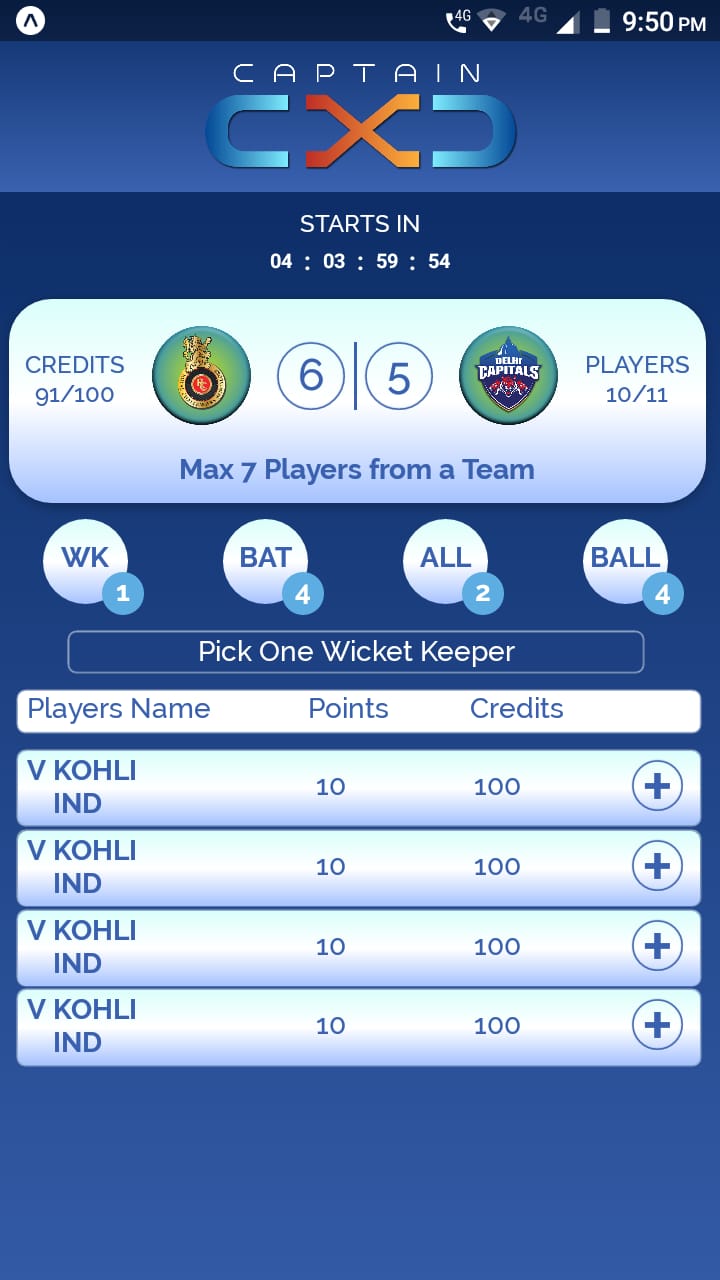 4G 4G 9:50 PM
CAPTAIN
CXD
STARTS IN
04 : 03 : 59 : 54
CREDITS
91/100
6 | 5
DELHI
CAPITALS
PLAYERS
10/11
Max 7 Players from a Team
WK 1 BAT 4 ALL 2 BALL 4
Pick One Wicket Keeper
Players Name Points Credits
V KOHLI
IND 10 100 +
V KOHLI
IND 10 100 +
V KOHLI
IND 10 100 +
V KOHLI
IND 10 100 +